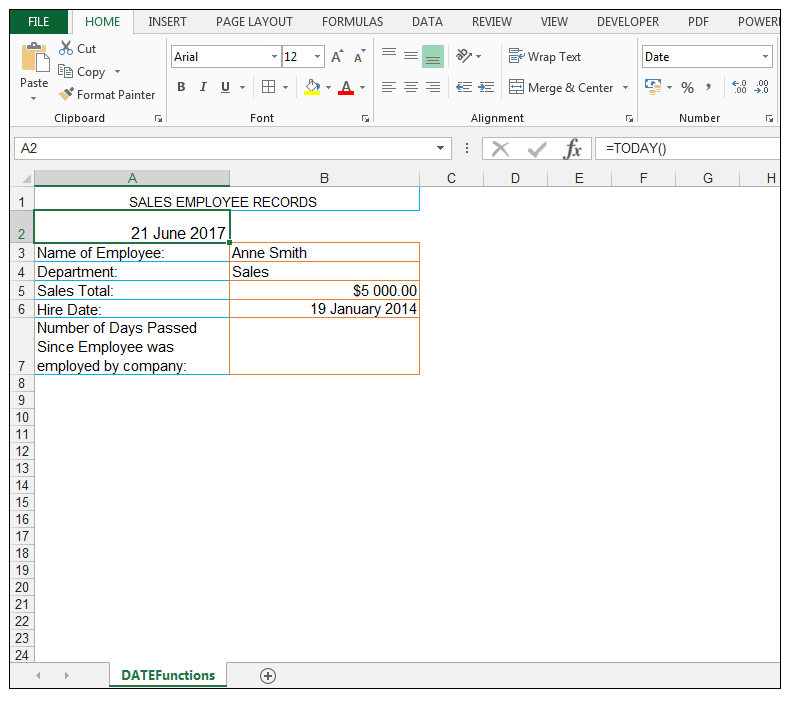 FILE HOME INSERT PAGE LAYOUT FORMULAS DATA REVIEW VIEW DEVELOPER PDF
Paste
Cut
Copy
Format Painter
Clipboard
Arial 12 A A
B I U A
Font
Wrap Text
Merge & Center
Alignment
Date
% , .00 .00
Number
A2 fx =TODAY()
A B C D E F G H
1 SALES EMPLOYEE RECORDS
2 21 June 2017
3 Name of Employee: Anne Smith
4 Department: Sales
5 Sales Total: $5 000.00
6 Hire Date: 19 January 2014
Number of Days Passed
Since Employee was
7 employed by company:
8
9
10
11
12
13
14
15
16
17
18
19
20
21
22
23
24
DATEFunctions